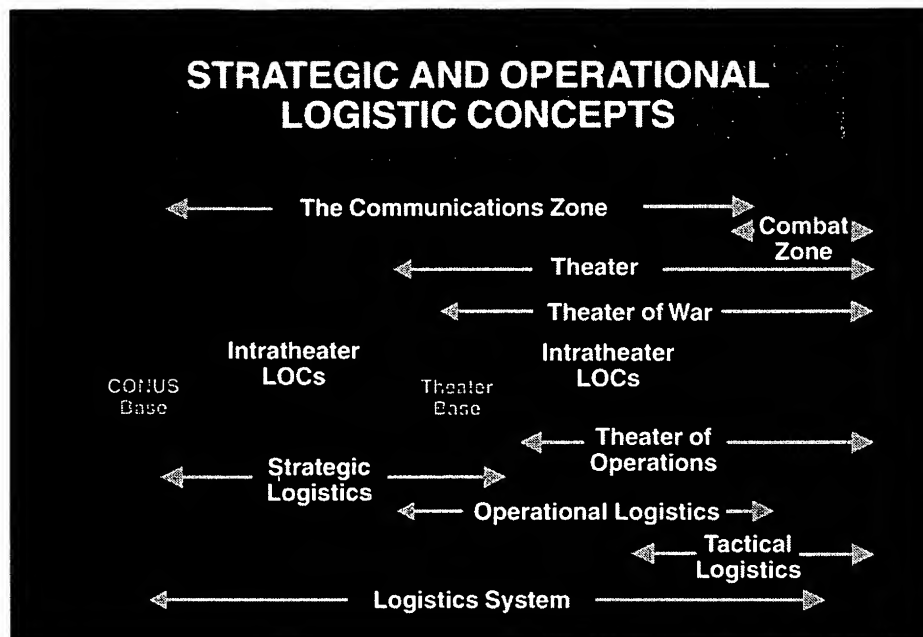 STRATEGIC AND OPERATIONAL
LOGISTIC CONCEPTS
The Communications Zone
Combat
Zone
Theater
Theater of War
Intratheater
LOCs
Intratheater
LOCs
CONUS
Base
Theater
Base
Theater of
Operations
Strategic
Logistics
Operational Logistics
Tactical
Logistics
Logistics System